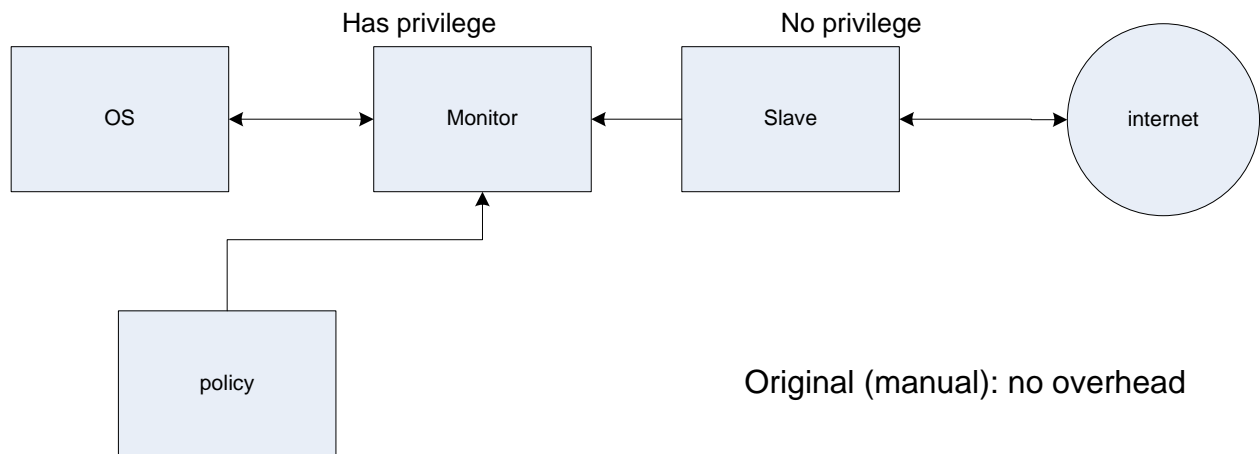 Has privilege
No privilege
OS
Monitor
Slave
internet
policy
Original (manual): no overhead